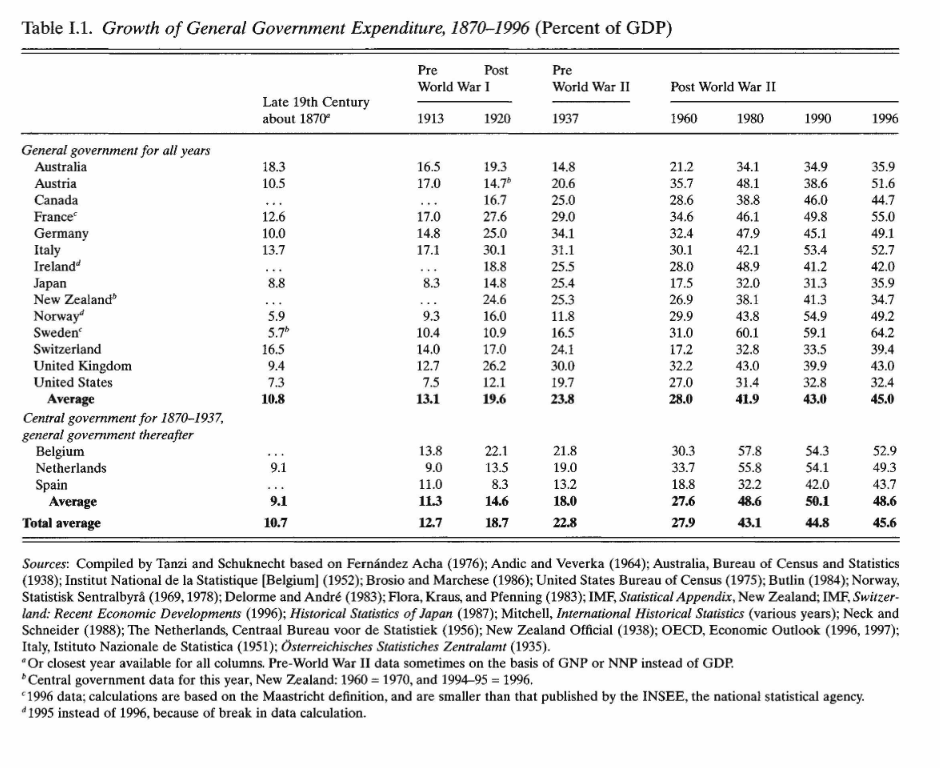 Table I.1. Growth of General Government Expenditure, 1870–1996 (Percent of GDP)
Pre Post Pre
World War I World War II Post World War II
Late 19th Century
about 1870a 1913 1920 1937 1960 1980 1990 1996
General government for all years
Australia 18.3 16.5 19.3 14.8 21.2 34.1 34.9 35.9
Austria 10.5 17.0 14.7b 20.6 35.7 48.1 38.6 51.6
Canada ... ... 16.7 25.0 28.6 38.8 46.0 44.7
Francec 12.6 17.0 27.6 29.0 34.6 46.1 49.8 55.0
Germany 10.0 14.8 25.0 34.1 32.4 47.9 45.1 49.1
Italy 13.7 17.1 30.1 31.1 30.1 42.1 53.4 52.7
Irelandd ... ... 18.8 25.5 28.0 48.9 41.2 42.0
Japan 8.8 8.3 14.8 25.4 17.5 32.0 31.3 35.9
New Zealandb ... ... 24.6 25.3 26.9 38.1 41.3 34.7
Norwayd 5.9 9.3 16.0 11.8 29.9 43.8 54.9 49.2
Swedenc 5.7b 10.4 10.9 16.5 31.0 60.1 59.1 64.2
Switzerland 16.5 14.0 17.0 24.1 17.2 32.8 33.5 39.4
United Kingdom 9.4 12.7 26.2 30.0 32.2 43.0 39.9 43.0
United States 7.3 7.5 12.1 19.7 27.0 31.4 32.8 32.4
Average 10.8 13.1 19.6 23.8 28.0 41.9 43.0 45.0
Central government for 1870–1937,
general government thereafter
Belgium ... 13.8 22.1 21.8 30.3 57.8 54.3 52.9
Netherlands 9.1 9.0 13.5 19.0 33.7 55.8 54.1 49.3
Spain ... 11.0 8.3 13.2 18.8 32.2 42.0 43.7
Average 9.1 11.3 14.6 18.0 27.6 48.6 50.1 48.6
Total average 10.7 12.7 18.7 22.8 27.9 43.1 44.8 45.6
Sources: Compiled by Tanzi and Schuknecht based on Fernández Acha (1976); Andic and Veverka (1964); Australia, Bureau of Census and Statistics
(1938); Institut National de la Statistique [Belgium] (1952); Brosio and Marchese (1986); United States Bureau of Census (1975); Butlin (1984); Norway,
Statistisk Sentralbyrå (1969, 1978); Delorme and André (1983); Flora, Kraus, and Pfenning (1983); IMF, Statistical Appendix, New Zealand; IMF, Switzer-
land: Recent Economic Developments (1996); Historical Statistics of Japan (1987); Mitchell, International Historical Statistics (various years); Neck and
Schneider (1988); The Netherlands, Centraal Bureau voor de Statistiek (1956); New Zealand Official (1938); OECD, Economic Outlook (1996, 1997);
Italy, Istituto Nazionale de Statistica (1951); Österreichisches Statistiches Zentralamt (1935).
a Or closest year available for all columns. Pre-World War II data sometimes on the basis of GNP or NNP instead of GDP.
b Central government data for this year, New Zealand: 1960 = 1970, and 1994–95 = 1996.
c 1996 data; calculations are based on the Maastricht definition, and are smaller than that published by the INSEE, the national statistical agency.
d 1995 instead of 1996, because of break in data calculation.